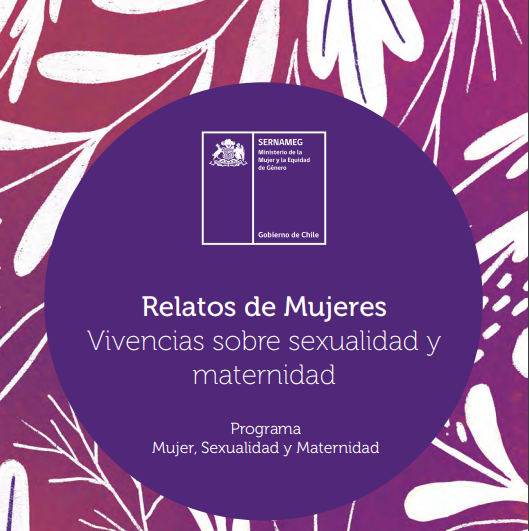 SERNAMEG
Ministerio de la
Mujer y la Equidad
de Género
Gobierno de Chile
Relatos de Mujeres
Vivencias sobre sexualidad y
maternidad
Programa
Mujer, Sexualidad y Maternidad